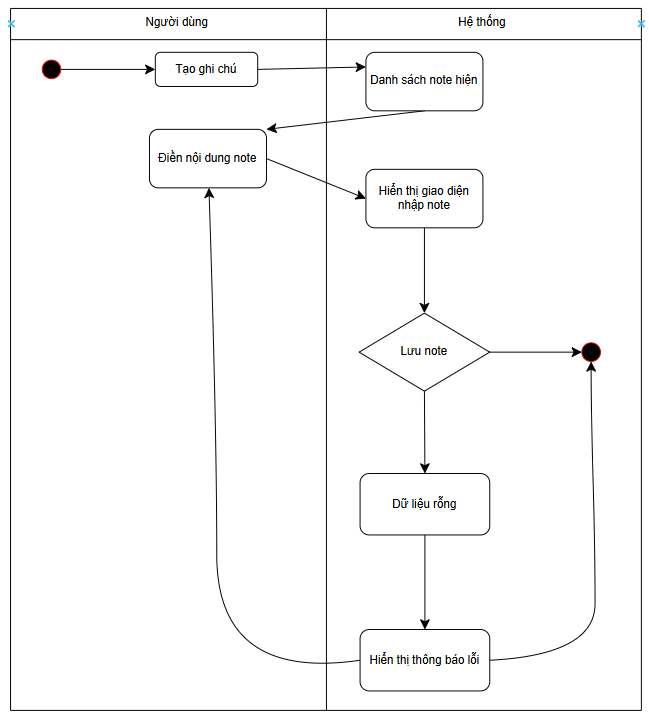 Người dùng
Hệ thống
Tạo ghi chú
Danh sách note hiện
Điền nội dung note
Hiển thị giao diện
nhập note
Lưu note
Dữ liệu rỗng
Hiển thị thông báo lỗi